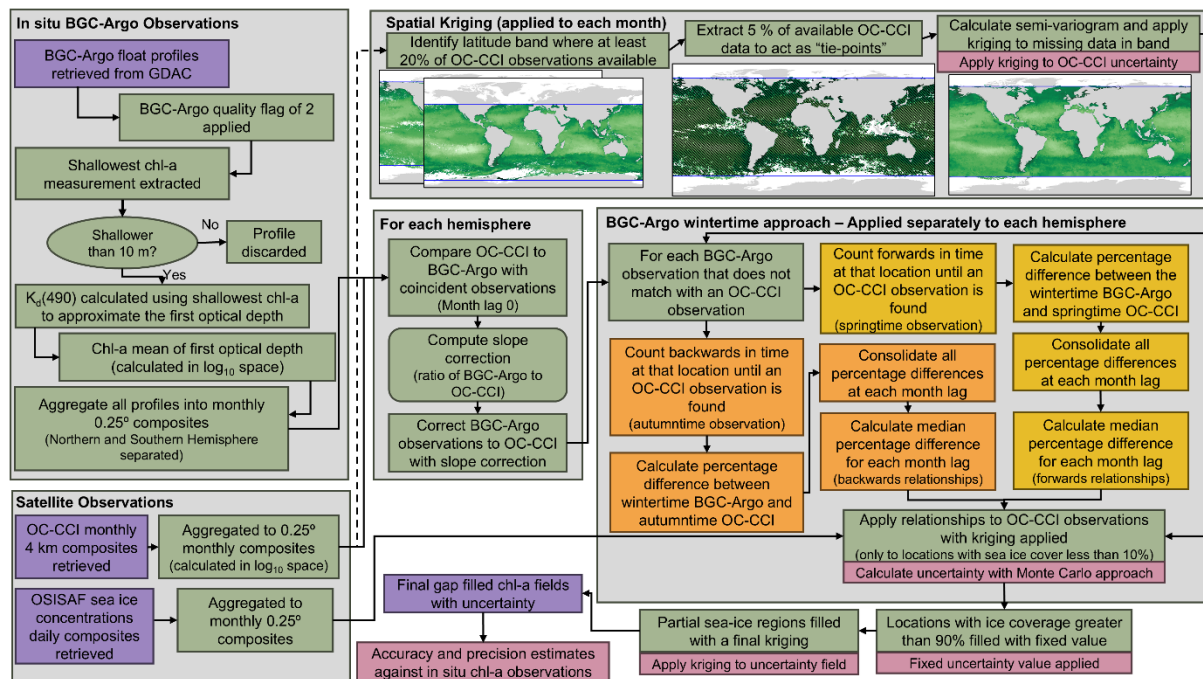 In situ BGC-Argo Observations
BGC-Argo float profiles
retrieved from GDAC
BGC-Argo quality flag of 2
applied
Shallowest chl-a
measurement extracted
Shallower
than 10 m?
No
Profile
discarded
Yes
Kd(490) calculated using shallowest chl-a
to approximate the first optical depth
Chl-a mean of first optical depth
(calculated in log10 space)
Aggregate all profiles into monthly
0.25º composites
(Northern and Southern Hemisphere
separated)
Satellite Observations
OC-CCI monthly
4 km composites
retrieved
Aggregated to 0.25º
monthly composites
(calculated in log10 space)
OSISAF sea ice
concentrations
daily composites
retrieved
Aggregated to
monthly 0.25º
composites
Spatial Kriging (applied to each month)
Identify latitude band where at least
20% of OC-CCI observations available
Extract 5 % of available OC-CCI
data to act as “tie-points”
Calculate semi-variogram and apply
kriging to missing data in band
Apply kriging to OC-CCI uncertainty
For each hemisphere
Compare OC-CCI to
BGC-Argo with
coincident observations
(Month lag 0)
Compute slope
correction
(ratio of BGC-Argo to
OC-CCI)
Correct BGC-Argo
observations to OC-CCI
with slope correction
BGC-Argo wintertime approach – Applied separately to each hemisphere
For each BGC-Argo
observation that does not
match with an OC-CCI
observation
Count forwards in time
at that location until an
OC-CCI observation is
found
(springtime observation)
Calculate percentage
difference between the
wintertime BGC-Argo
and springtime OC-CCI
Count backwards in time
at that location until an
OC-CCI observation is
found
(autumntime observation)
Consolidate all
percentage differences
at each month lag
Consolidate all
percentage differences
at each month lag
Calculate percentage
difference between
wintertime BGC-Argo and
autumntime OC-CCI
Calculate median
percentage difference
for each month lag
(backwards relationships)
Calculate median
percentage difference
for each month lag
(forwards relationships)
Apply relationships to OC-CCI observations
with kriging applied
(only to locations with sea ice cover less than 10%)
Calculate uncertainty with Monte Carlo approach
Locations with ice coverage greater
than 90% filled with fixed value
Fixed uncertainty value applied
Partial sea-ice regions filled
with a final kriging
Apply kriging to uncertainty field
Final gap filled chl-a fields
with uncertainty
Accuracy and precision estimates
against in situ chl-a observations